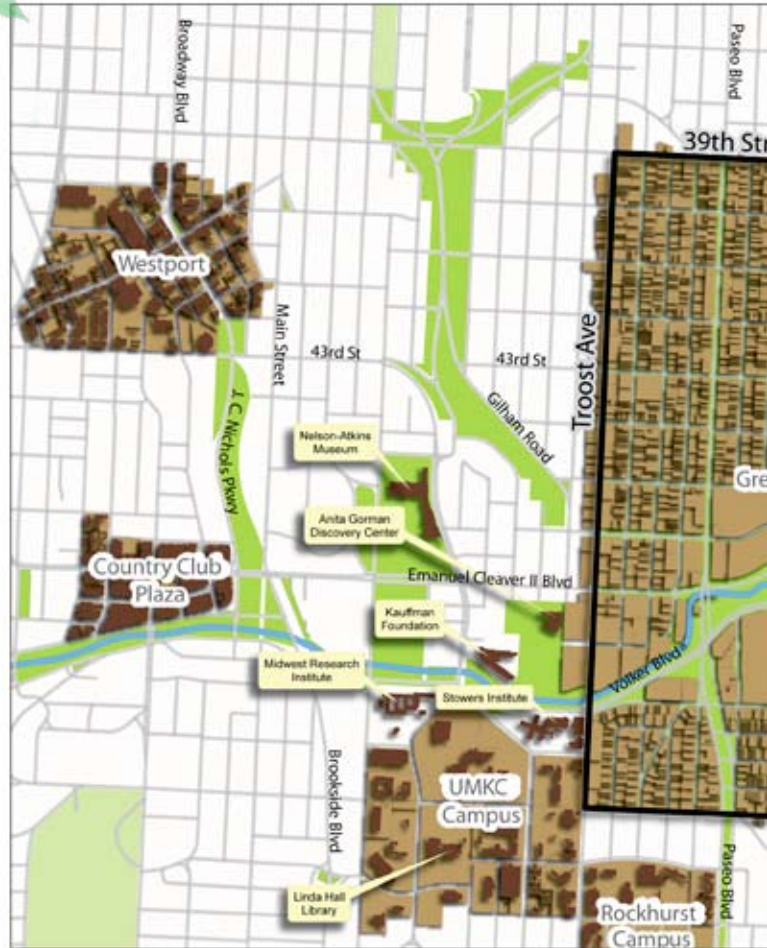 Broadway Blvd
Paseo Blvd
39th Str
Westport
Main Street
43rd St
43rd St
Troost Ave
J. C. Nichols Pkwy
Gilham Road
Nelson-Atkins
Museum
Gre
Anita Gorman
Discovery Center
Country Club
Plaza
Emanuel Cleaver II Blvd
Kauffman
Foundation
Midwest Research
Institute
Stowers Institute
Volker Blvd
Brookside Blvd
UMKC
Campus
Linda Hall
Library
Paseo Blvd
Rockhurst
Campus